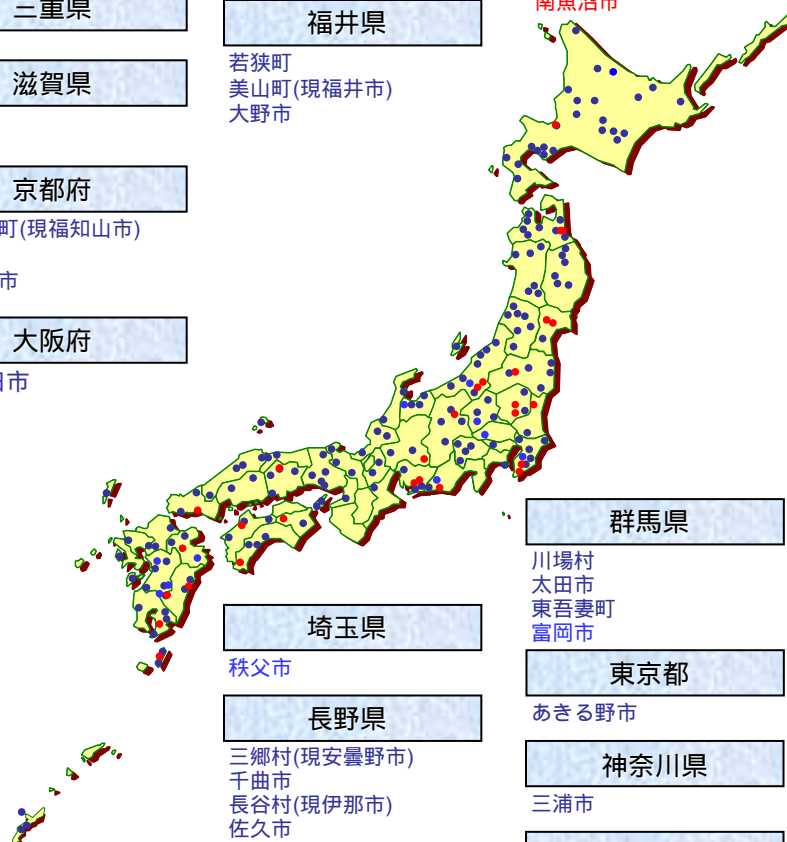 三重県
滋賀県
京都府
町(現福知山市)
市
大阪府
市
福井県
若狭町
美山町(現福井市)
大野市
南魚沼市
埼玉県
秩父市
長野県
三郷村(現安曇野市)
千曲市
長谷村(現伊那市)
佐久市
群馬県
川場村
太田市
東吾妻町
富岡市
東京都
あきる野市
神奈川県
三浦市